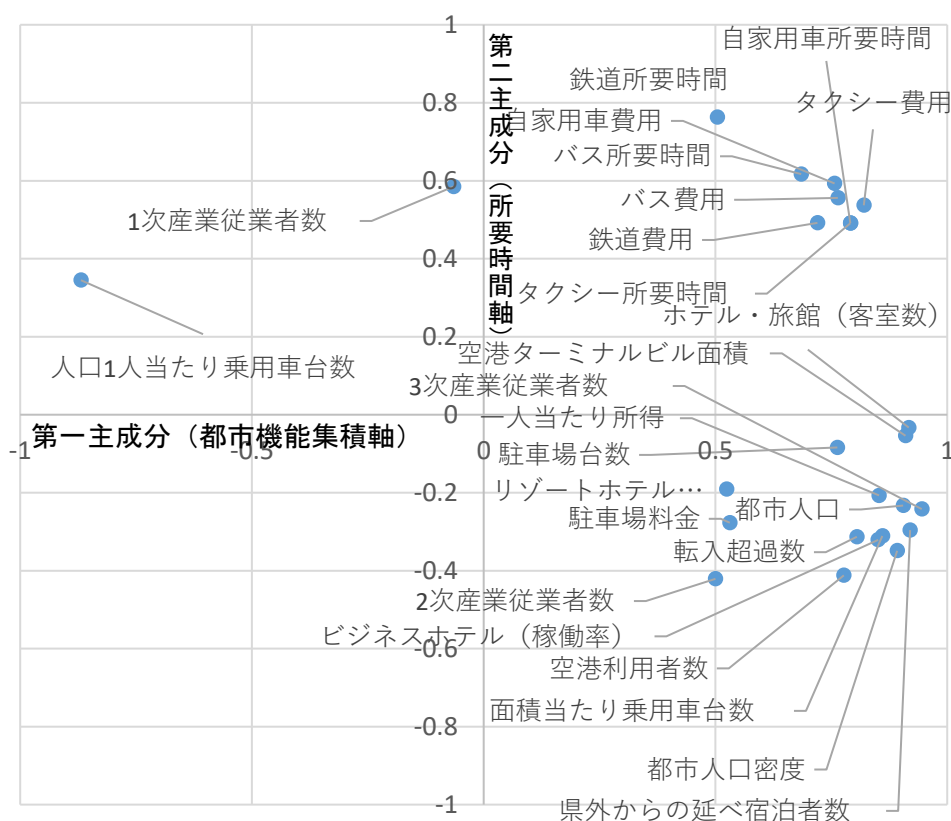 1
第二主成分（所要時間軸）
自家用車所要時間
鉄道所要時間
0.8
タクシー費用
自家用車費用
バス所要時間
0.6
1次産業従業者数
バス費用
鉄道費用
0.4
タクシー所要時間
ホテル・旅館（客室数）
0.2
空港ターミナルビル面積
人口1人当たり乗用車台数
3次産業従業者数
0
一人当たり所得
第一主成分（都市機能集積軸）
-1
-0.5
0
0.5
1
駐車場台数
-0.2
リゾートホテル…
都市人口
駐車場料金
転入超過数
-0.4
2次産業従業者数
ビジネスホテル（稼働率）
-0.6
空港利用者数
面積当たり乗用車台数
-0.8
都市人口密度
県外からの延べ宿泊者数
-1